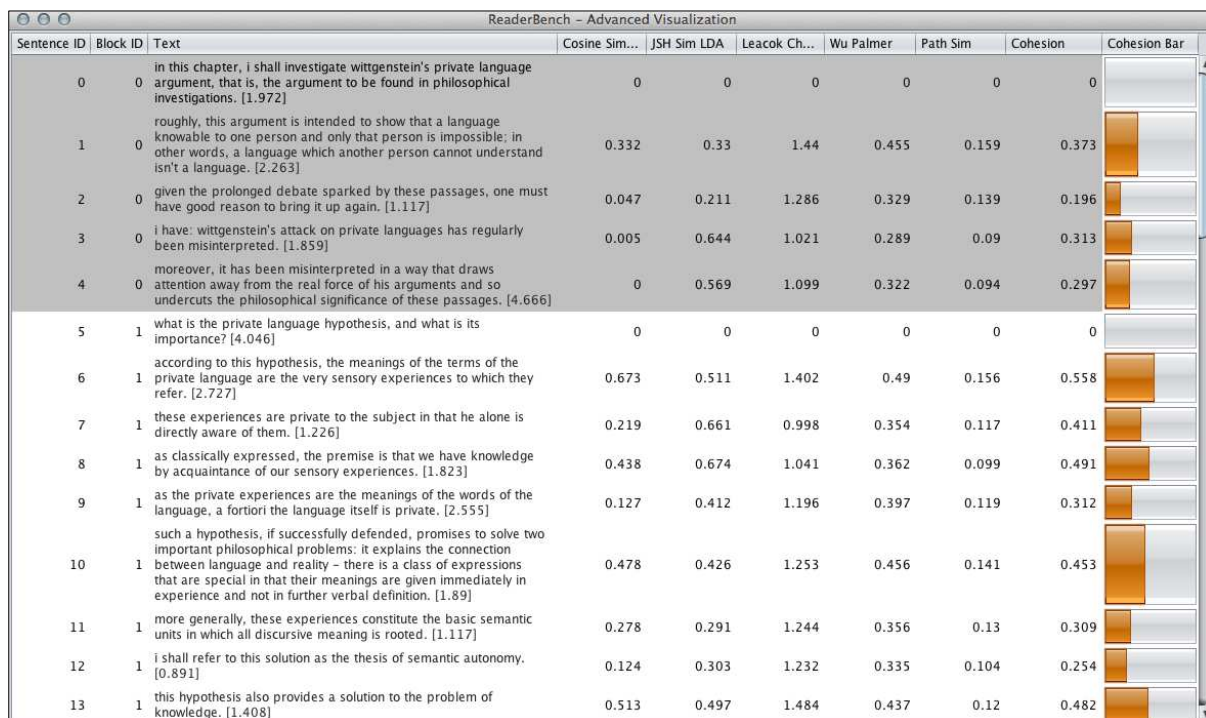 ReaderBench – Advanced Visualization
Sentence ID Block ID Text Cosine Sim... JSH Sim LDA Leacok Ch... Wu Palmer Path Sim Cohesion Cohesion Bar
in this chapter, i shall investigate wittgenstein's private language
0 0 argument, that is, the argument to be found in philosophical 0 0 0 0 0 0
investigations. [1.972]
roughly, this argument is intended to show that a language
knowable to one person and only that person is impossible; in
1 0 other words, a language which another person cannot understand 0.332 0.33 1.44 0.455 0.159 0.373
isn't a language. [2.263]
given the prolonged debate sparked by these passages, one must
2 0 have good reason to bring it up again. [1.117] 0.047 0.211 1.286 0.329 0.139 0.196
i have: wittgenstein's attack on private languages has regularly
3 0 been misinterpreted. [1.859] 0.005 0.644 1.021 0.289 0.09 0.313
moreover, it has been misinterpreted in a way that draws
4 0 attention away from the real force of his arguments and so 0 0.569 1.099 0.322 0.094 0.297
undercuts the philosophical significance of these passages. [4.666]
what is the private language hypothesis, and what is its
5 1 importance? [4.046] 0 0 0 0 0 0
according to this hypothesis, the meanings of the terms of the
6 1 private language are the very sensory experiences to which they 0.673 0.511 1.402 0.49 0.156 0.558
refer. [2.727]
these experiences are private to the subject in that he alone is
7 1 directly aware of them. [1.226] 0.219 0.661 0.998 0.354 0.117 0.411
as classically expressed, the premise is that we have knowledge
8 1 by acquaintance of our sensory experiences. [1.823] 0.438 0.674 1.041 0.362 0.099 0.491
as the private experiences are the meanings of the words of the
9 1 language, a fortiori the language itself is private. [2.555] 0.127 0.412 1.196 0.397 0.119 0.312
such a hypothesis, if successfully defended, promises to solve two
important philosophical problems: it explains the connection
10 1 between language and reality – there is a class of expressions 0.478 0.426 1.253 0.456 0.141 0.453
that are special in that their meanings are given immediately in
experience and not in further verbal definition. [1.89]
more generally, these experiences constitute the basic semantic
11 1 units in which all discursive meaning is rooted. [1.117] 0.278 0.291 1.244 0.356 0.13 0.309
i shall refer to this solution as the thesis of semantic autonomy.
12 1 [0.891] 0.124 0.303 1.232 0.335 0.104 0.254
this hypothesis also provides a solution to the problem of
13 1 knowledge. [1.408] 0.513 0.497 1.484 0.437 0.12 0.482